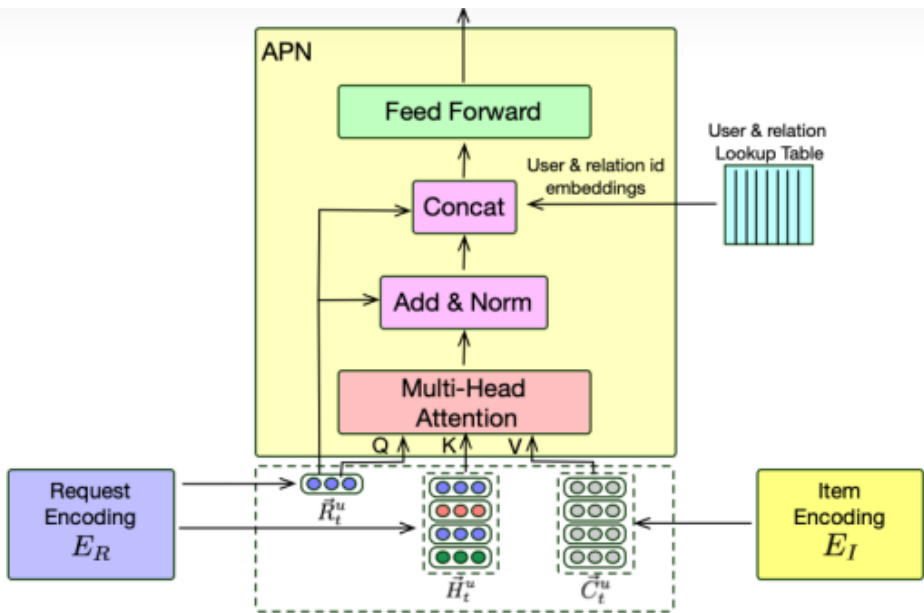 APN
Feed Forward
User & relation
Lookup Table
User & relation id
embeddings
Concat
Add & Norm
Multi-Head
Attention
Q K V
Request
Encoding
E_R
R⃗_t^u
H⃗_t^u
C⃗_t^u
Item
Encoding
E_I